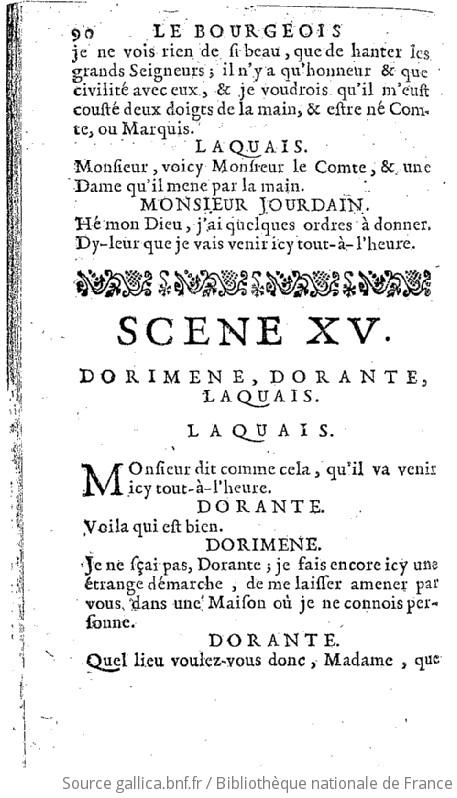 90 LE BOURGEOIS
je ne vois rien de ſi beau, que de hanter les
grands Seigneurs ; il n'y a qu'honneur & que
civilité avec eux, & je voudrois qu'il m'euſt
couſté deux doigts de la main, & eſtre né Com-
te, ou Marquis.
LAQUAIS.
Monſieur, voicy Monſieur le Comte, & une
Dame qu'il mene par la main.
MONSIEUR JOURDAIN.
Hé mon Dieu, j'ai quelques ordres à donner.
Dy-leur que je vais venir icy tout-à-l'heure.
SCENE XV.
DORIMENE, DORANTE,
LAQUAIS.
LAQUAIS.
MOnſieur dit comme cela, qu'il va venir
icy tout-à-l'heure.
DORANTE.
Voila qui eſt bien.
DORIMENE.
Je ne ſçai pas, Dorante ; je fais encore icy une
étrange démarche, de me laiſſer amener par
vous, dans une Maiſon où je ne connois per-
ſonne.
DORANTE.
Quel lieu voulez-vous donc, Madame, que
Source gallica.bnf.fr / Bibliothèque nationale de France